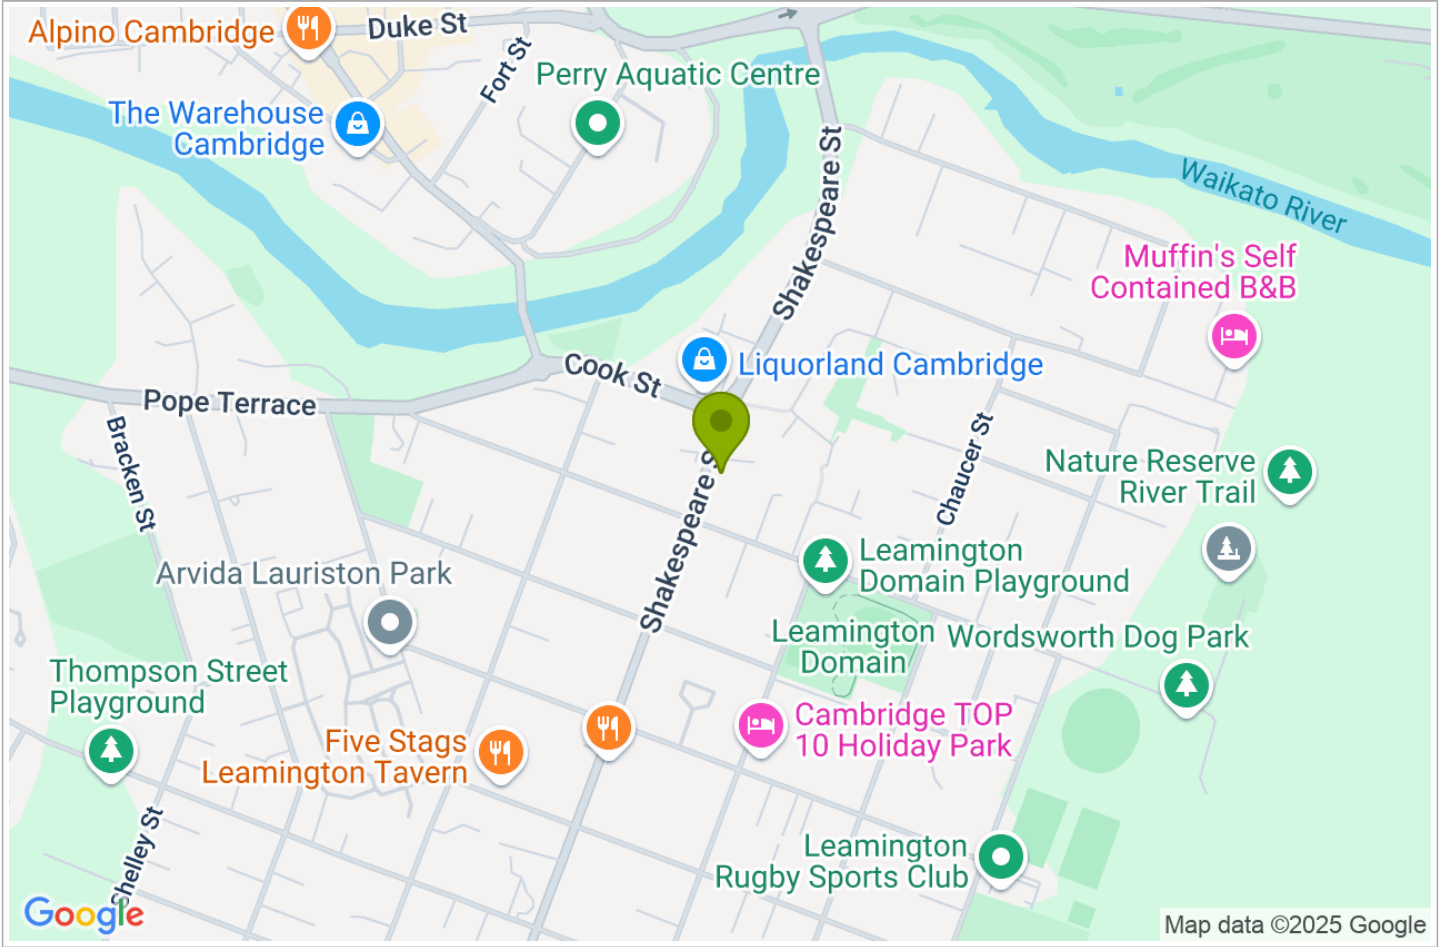 Alpino Cambridge
Duke St
Fort St
Perry Aquatic Centre
The Warehouse
Cambridge
Shakespeare St
Waikato River
Muffin's Self
Contained B&B
Cook St
Liquorland Cambridge
Pope Terrace
Bracken St
Chaucer St
Nature Reserve
River Trail
Shakespeare S
Arvida Lauriston Park
Leamington
Domain Playground
Leamington
Domain
Wordsworth Dog Park
Thompson Street
Playground
Cambridge TOP
10 Holiday Park
Five Stags
Leamington Tavern
Shelley St
Leamington
Rugby Sports Club
Google
Map data ©2025 Google